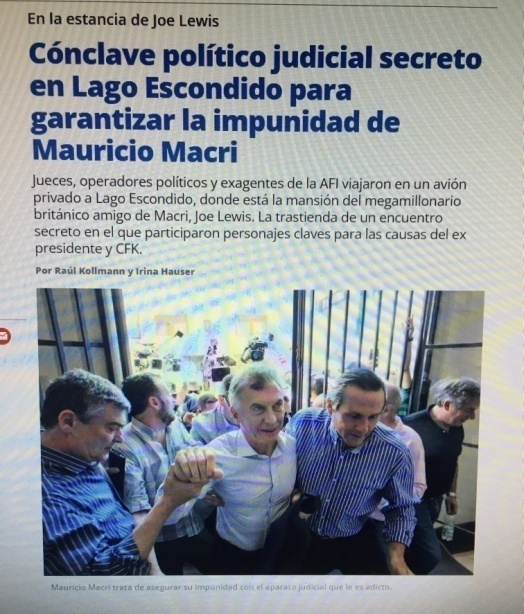 En la estancia de Joe Lewis
Cónclave político judicial secreto
en Lago Escondido para
garantizar la impunidad de
Mauricio Macri
Jueces, operadores políticos y exagentes de la AFI viajaron en un avión
privado a Lago Escondido, donde está la mansión del megamillonario
británico amigo de Macri, Joe Lewis. La trastienda de un encuentro
secreto en el que participaron personajes claves para las causas del ex
presidente y CFK.
Por Raúl Kollmann y Irina Hauser
Mauricio Macri trata de asegurar su impunidad con el aparato judicial que le es adicto.